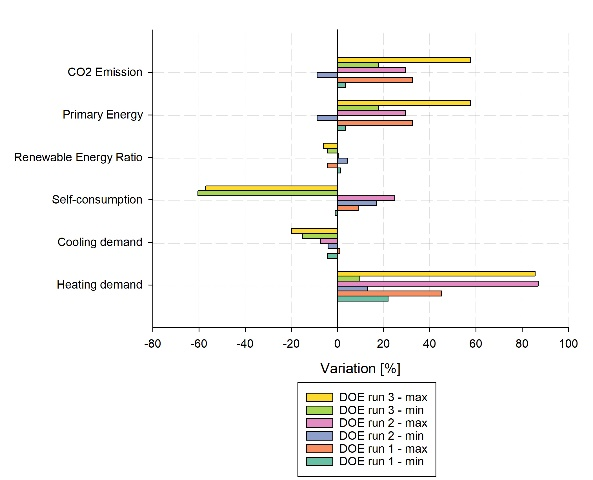 CO2 Emission
Primary Energy
Renewable Energy Ratio
Self-consumption
Cooling demand
Heating demand
-80 -60 -40 -20 0 20 40 60 80 100
Variation [%]
DOE run 3 - max
DOE run 3 - min
DOE run 2 - max
DOE run 2 - min
DOE run 1 - max
DOE run 1 - min